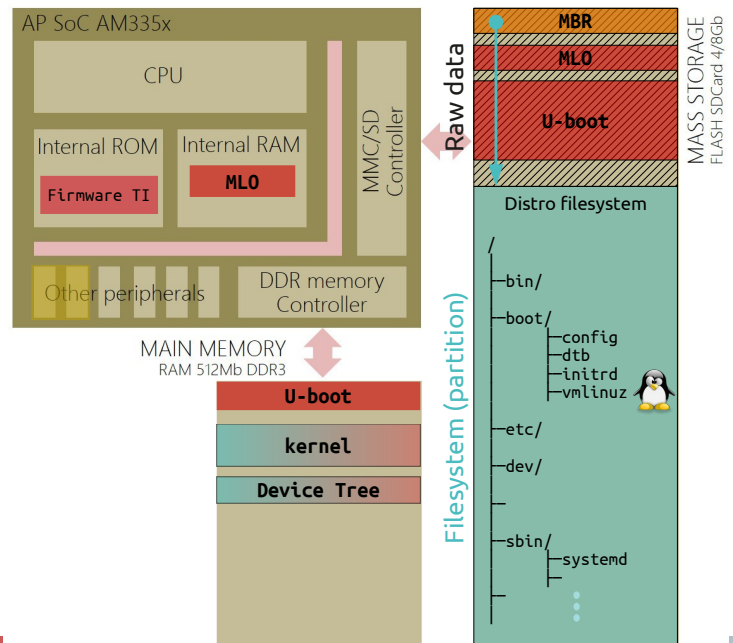 AP SoC AM335x
CPU
Internal ROM
Firmware TI
Internal RAM
MLO
MMC/SD
Controller
Other peripherals
DDR memory
Controller
MAIN MEMORY
RAM 512Mb DDR3
U-boot
kernel
Device Tree
Raw data
MBR
MLO
U-boot
MASS STORAGE
FLASH SDCard 4/8Gb
Filesystem (partition)
Distro filesystem
/
bin/
boot/
config
dtb
initrd
vmlinuz
etc/
dev/
sbin/
systemd